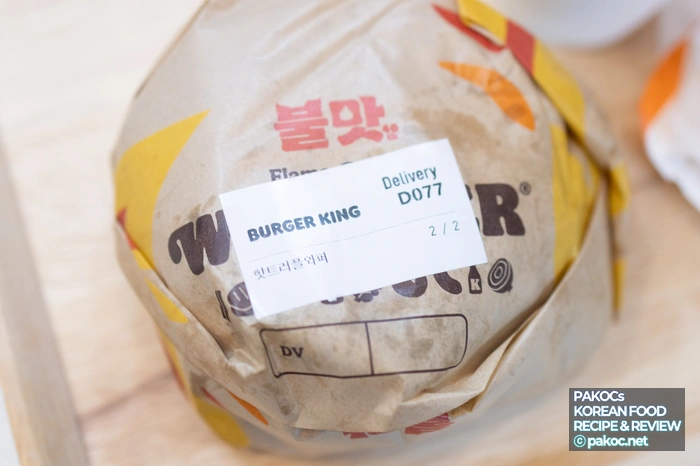 불맛
Delivery
D077
BURGER KING
2/2
핫트러플와퍼
DV
PAKOCs
KOREAN FOOD
RECIPE & REVIEW
© pakoc.net